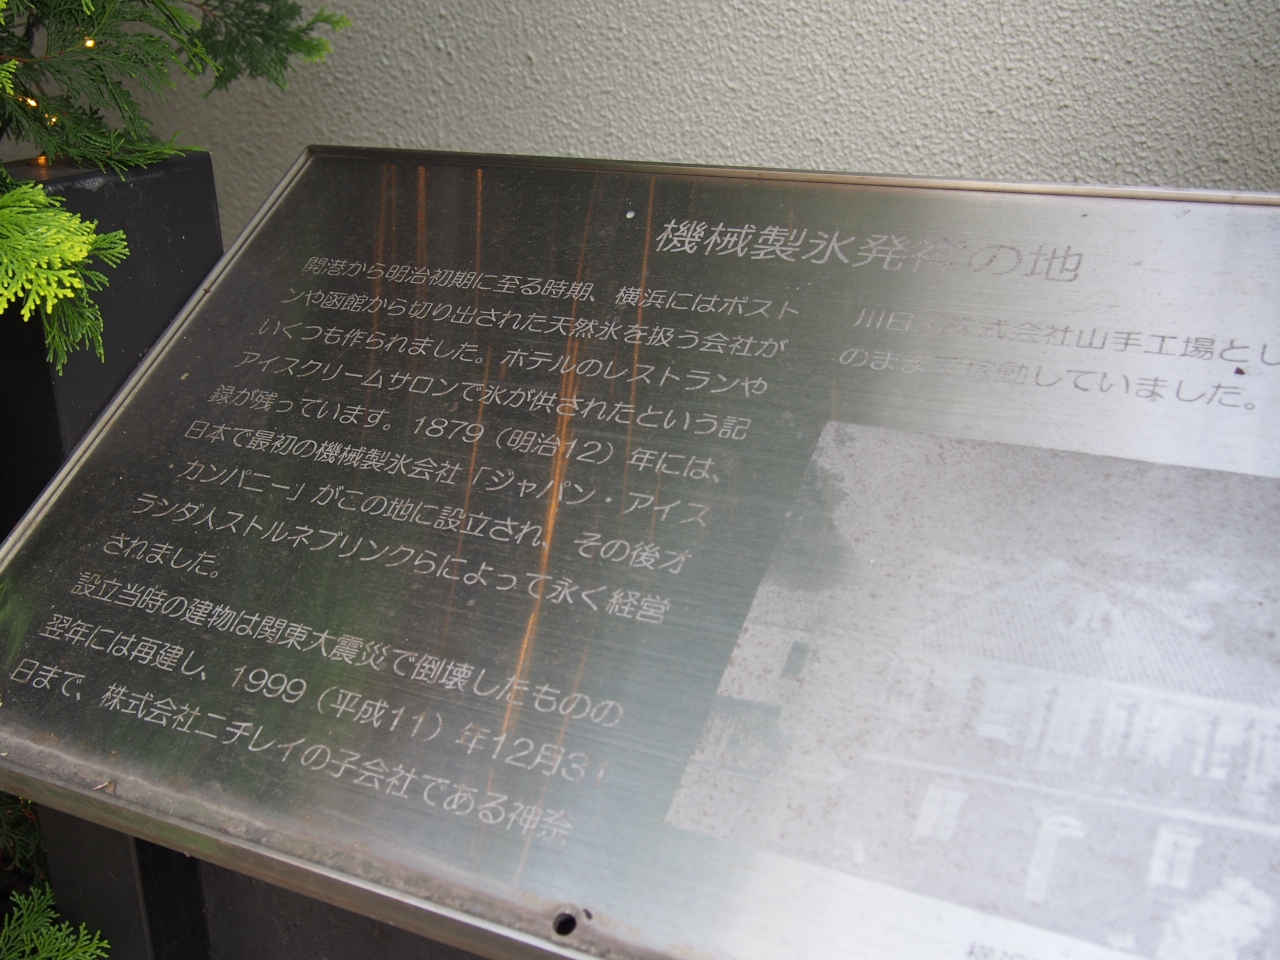 機械製氷発祥の地
開港から明治初期に至る時期、横浜にはボスト
ンや函館から切り出された天然氷を扱う会社が
いくつも作られました。ホテルのレストランや
アイスクリームサロンで氷が供されたという記
録が残っています。1879(明治12)年には、
日本で最初の機械製氷会社「ジャパン・アイス
・カンパニー」がこの地に設立され、その後オ
ランダ人ストルネブリンクらによって永く経営
されました。
設立当時の建物は関東大震災で倒壊したものの
翌年には再建し、1999(平成11)年12月3
日まで、株式会社ニチレイの子会社である神奈
川日 式会社山手工場とし
のまま 稼動していました。